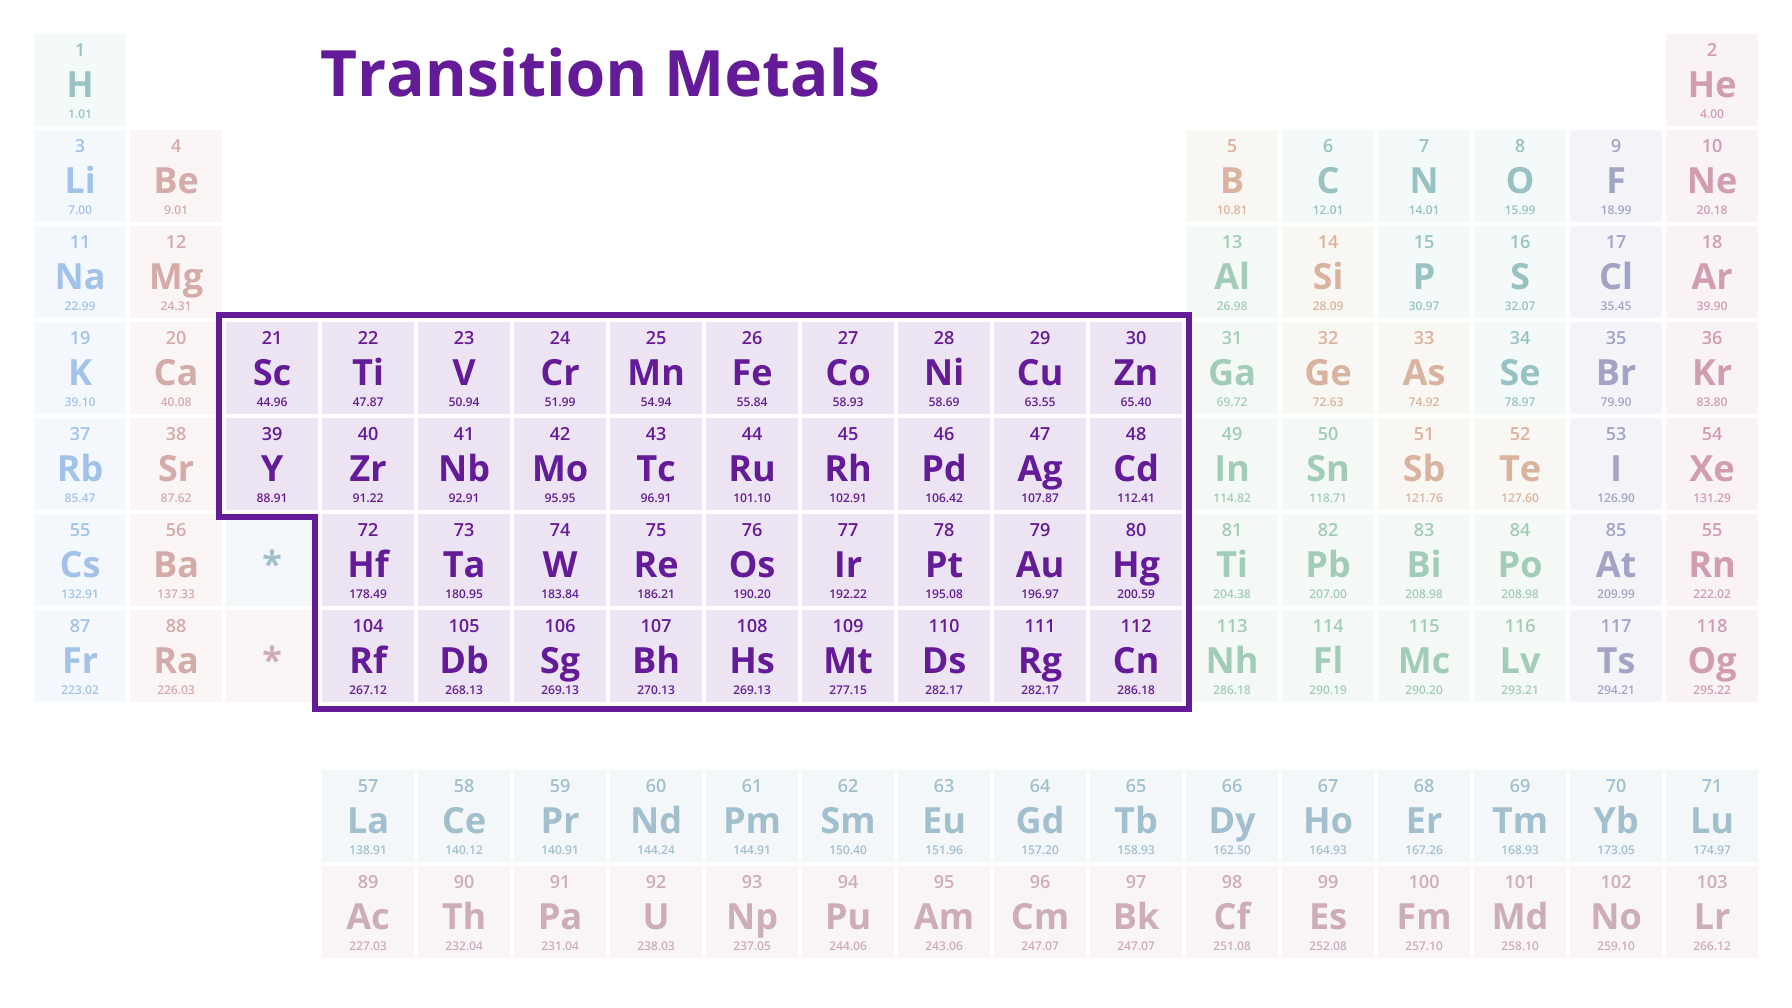 Transition Metals
1 2
H He
1.01 4.00
3 4 5 6 7 8 9 10
Li Be B C N O F Ne
7.00 9.01 10.81 12.01 14.01 15.99 18.99 20.18
11 12 13 14 15 16 17 18
Na Mg Al Si P S Cl Ar
22.99 24.31 26.98 28.09 30.97 32.07 35.45 39.90
19 20 21 22 23 24 25 26 27 28 29 30 31 32 33 34 35 36
K Ca Sc Ti V Cr Mn Fe Co Ni Cu Zn Ga Ge As Se Br Kr
39.10 40.08 44.96 47.87 50.94 51.99 54.94 55.84 58.93 58.69 63.55 65.40 69.72 72.63 74.92 78.97 79.90 83.80
37 38 39 40 41 42 43 44 45 46 47 48 49 50 51 52 53 54
Rb Sr Y Zr Nb Mo Tc Ru Rh Pd Ag Cd In Sn Sb Te I Xe
85.47 87.62 88.91 91.22 92.91 95.95 96.91 101.10 102.91 106.42 107.87 112.41 114.82 118.71 121.76 127.60 126.90 131.29
55 56 72 73 74 75 76 77 78 79 80 81 82 83 84 85 55
Cs Ba * Hf Ta W Re Os Ir Pt Au Hg Ti Pb Bi Po At Rn
132.91 137.33 178.49 180.95 183.84 186.21 190.20 192.22 195.08 196.97 200.59 204.38 207.00 208.98 208.98 209.99 222.02
87 88 104 105 106 107 108 109 110 111 112 113 114 115 116 117 118
Fr Ra * Rf Db Sg Bh Hs Mt Ds Rg Cn Nh Fl Mc Lv Ts Og
223.02 226.03 267.12 268.13 269.13 270.13 269.13 277.15 282.17 282.17 286.18 286.18 290.19 290.20 293.21 294.21 295.22
57 58 59 60 61 62 63 64 65 66 67 68 69 70 71
La Ce Pr Nd Pm Sm Eu Gd Tb Dy Ho Er Tm Yb Lu
138.91 140.12 140.91 144.24 144.91 150.40 151.96 157.20 158.93 162.50 164.93 167.26 168.93 173.05 174.97
89 90 91 92 93 94 95 96 97 98 99 100 101 102 103
Ac Th Pa U Np Pu Am Cm Bk Cf Es Fm Md No Lr
227.03 232.04 231.04 238.03 237.05 244.06 243.06 247.07 247.07 251.08 252.08 257.10 258.10 259.10 266.12